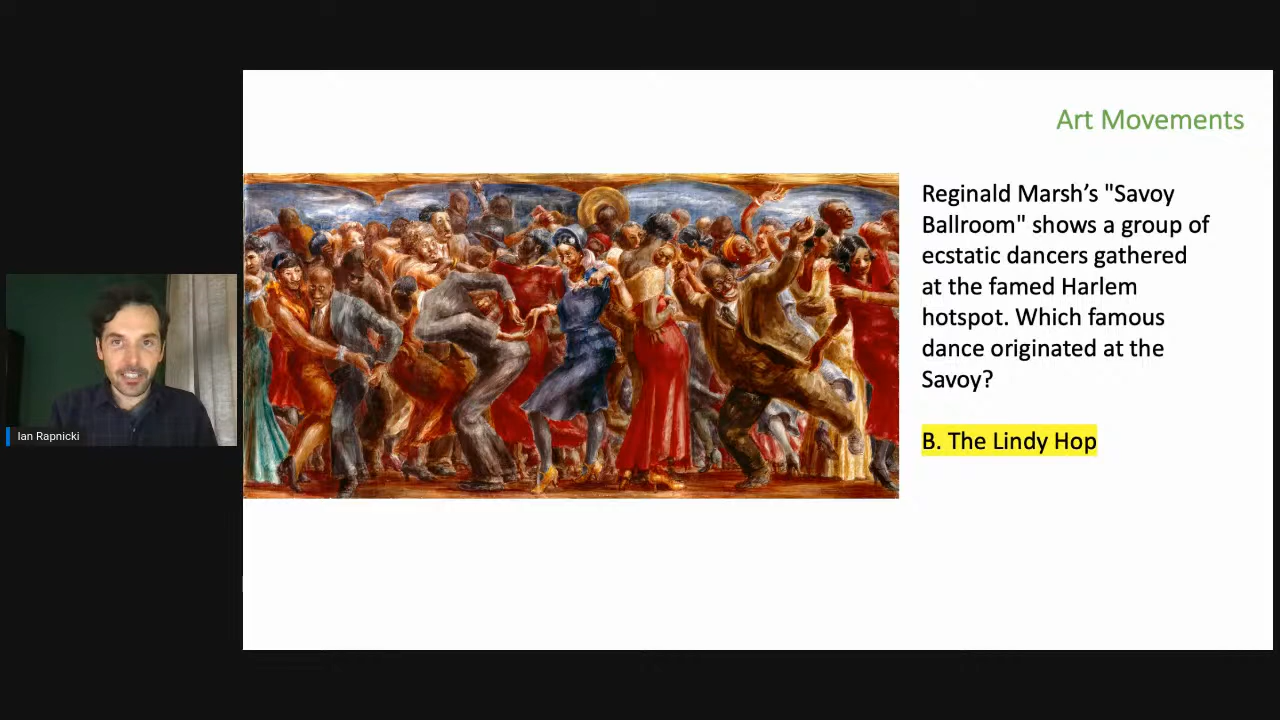 Art Movements
Reginald Marsh’s "Savoy
Ballroom" shows a group of
ecstatic dancers gathered
at the famed Harlem
hotspot. Which famous
dance originated at the
Savoy?
B. The Lindy Hop
Ian Rapnicki